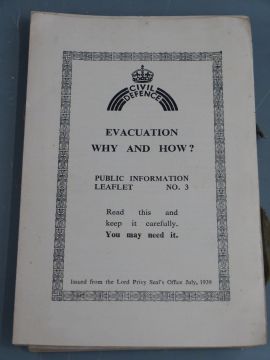 CIVIL
DEFENCE
EVACUATION
WHY AND HOW?
PUBLIC INFORMATION
LEAFLET NO. 3
Read this and
keep it carefully.
You may need it.
Issued from the Lord Privy Seal's Office July, 1939